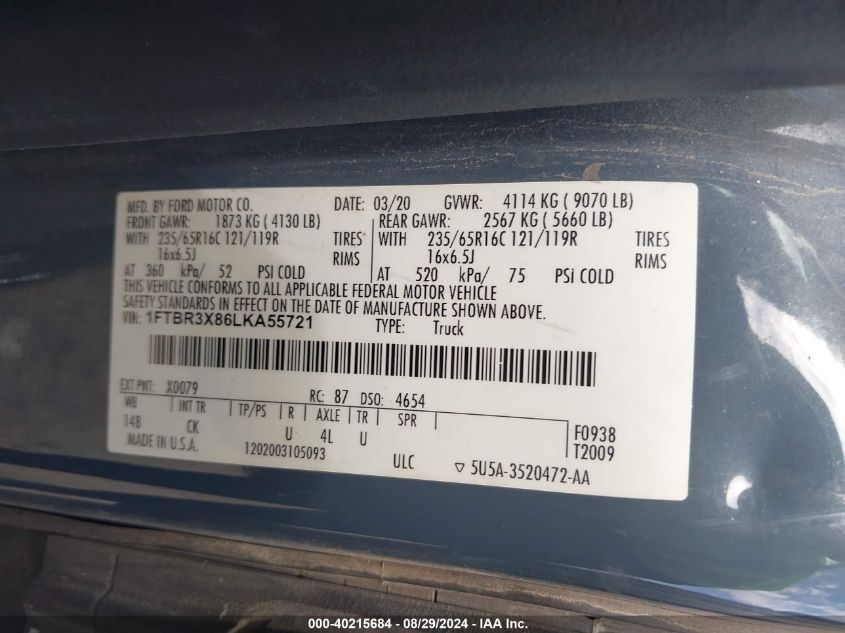 MFD. BY FORD MOTOR CO. DATE: 03/20 GVWR: 4114 KG ( 9070 LB)
FRONT GAWR: 1873 KG ( 4130 LB) REAR GAWR: 2567 KG ( 5660 LB)
WITH 235/65R16C 121/119R TIRES WITH 235/65R16C 121/119R TIRES
16x6.5J RIMS 16x6.5J RIMS
AT 360 kPa/ 52 PSI COLD AT 520 kPa/ 75 PSi COLD
THIS VEHICLE CONFORMS TO ALL APPLICABLE FEDERAL MOTOR VEHICLE
SAFETY STANDARDS IN EFFECT ON THE DATE OF MANUFACTURE SHOWN ABOVE.
VIN: 1FTBR3X86LKA55721 TYPE: Truck
EXT PNT: X0079 RC: 87 DSO: 4654
WB INT TR TP/PS R AXLE TR SPR F0938
148 CK U 4L U T2009
MADE IN U.S.A. 1202003105093 ULC ▽ 5U5A-3520472-AA
000-40215684 - 08/29/2024 - IAA Inc.